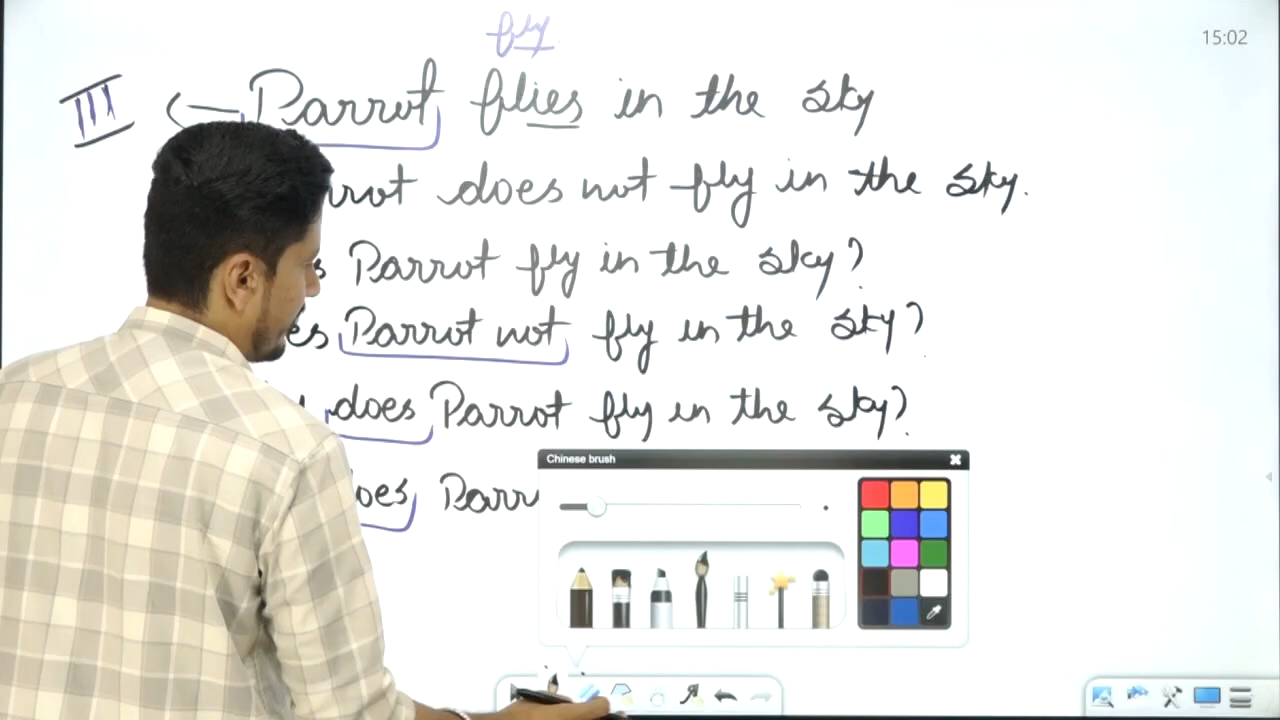 fly
15:02
III Parrot flies in the sky
rrot does not fly in the sky.
s Parrot fly in the sky?
es Parrot not fly in the sky?
does Parrot fly in the sky?
Chinese brush
oes Parr